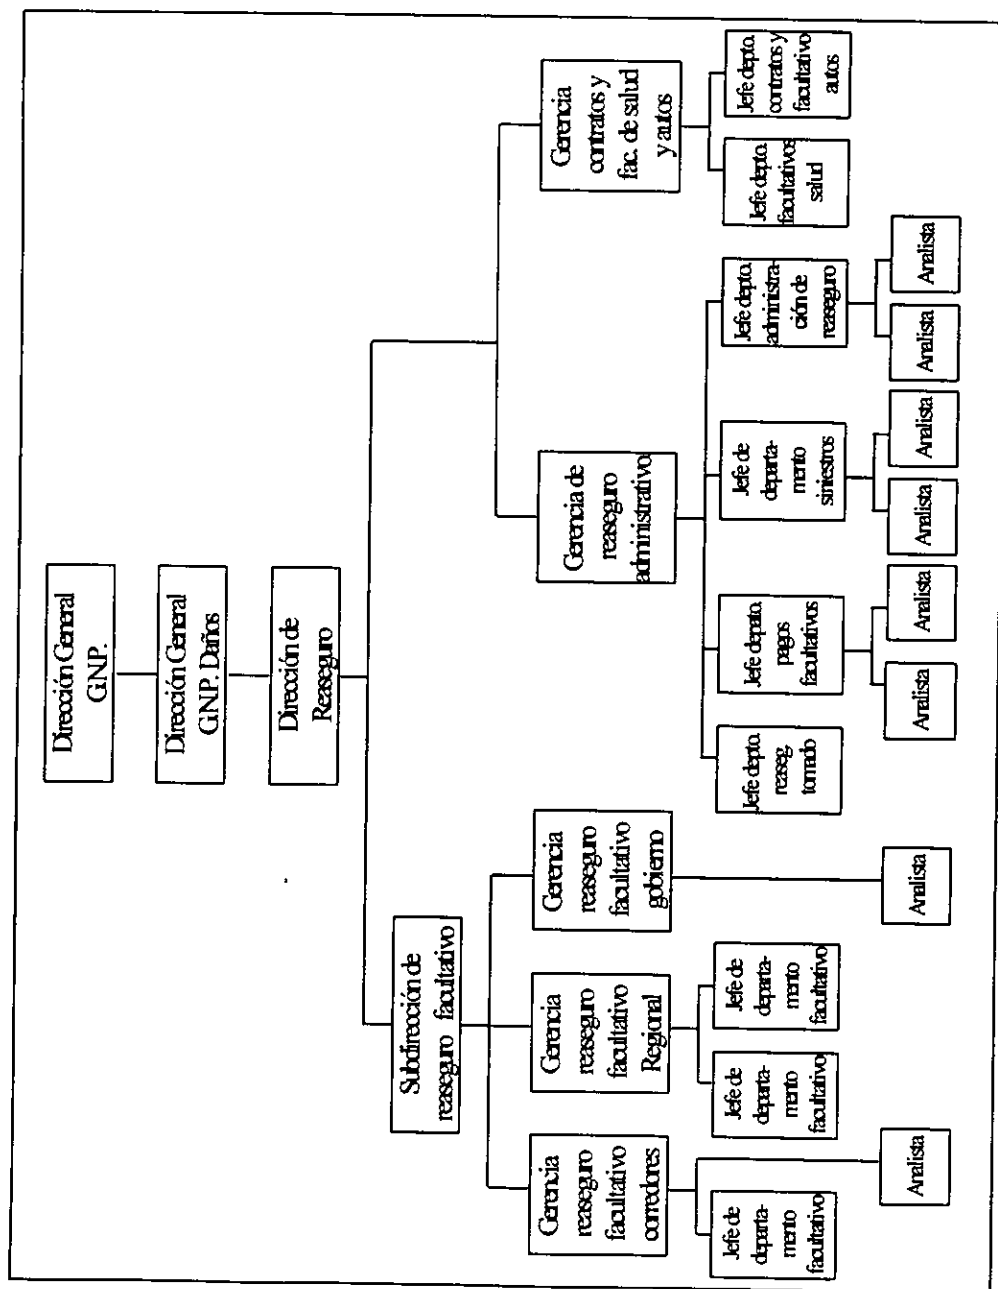 Dirección General
G.N.P.
Dirección General
G.N.P. Daños
Dirección de
Reaseguro
Subdirección de
reaseguro facultativo
Gerencia
reaseguro
facultativo
corredores
Gerencia
reaseguro
facultativo
Regional
Gerencia
reaseguro
facultativo
gobierno
Gerencia de
reaseguro
administrativo
Gerencia
contratos y
fac. de salud
y autos
Jefe de
departa-
mento
facultativo
Jefe de
departa-
mento
facultativo
Jefe de
departa-
mento
facultativo
Jefe depto.
reaseg.
tomado
Jefe depato.
pagos
facultativos
Jefe de
departa-
mento
siniestros
Jefe depto.
administra-
ción de
reaseguro
Jefe depto.
facultativos
salud
Jefe depto.
contratos y
facultativo
autos
Analista
Analista
Analista
Analista
Analista
Analista
Analista
Analista